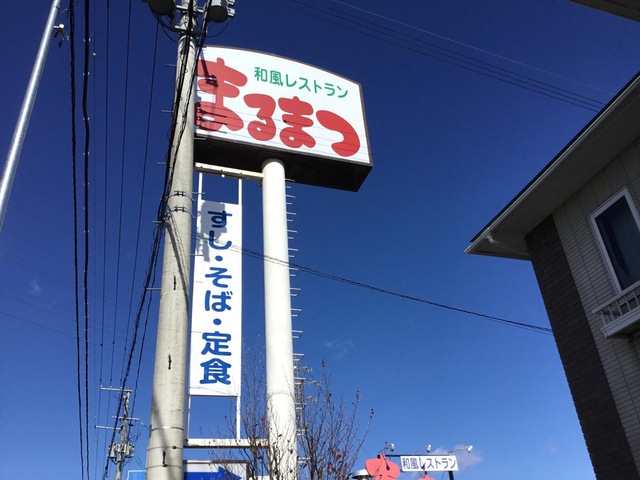 和風レストラン
まるまつ
すし・そば・定食
和風レストラン